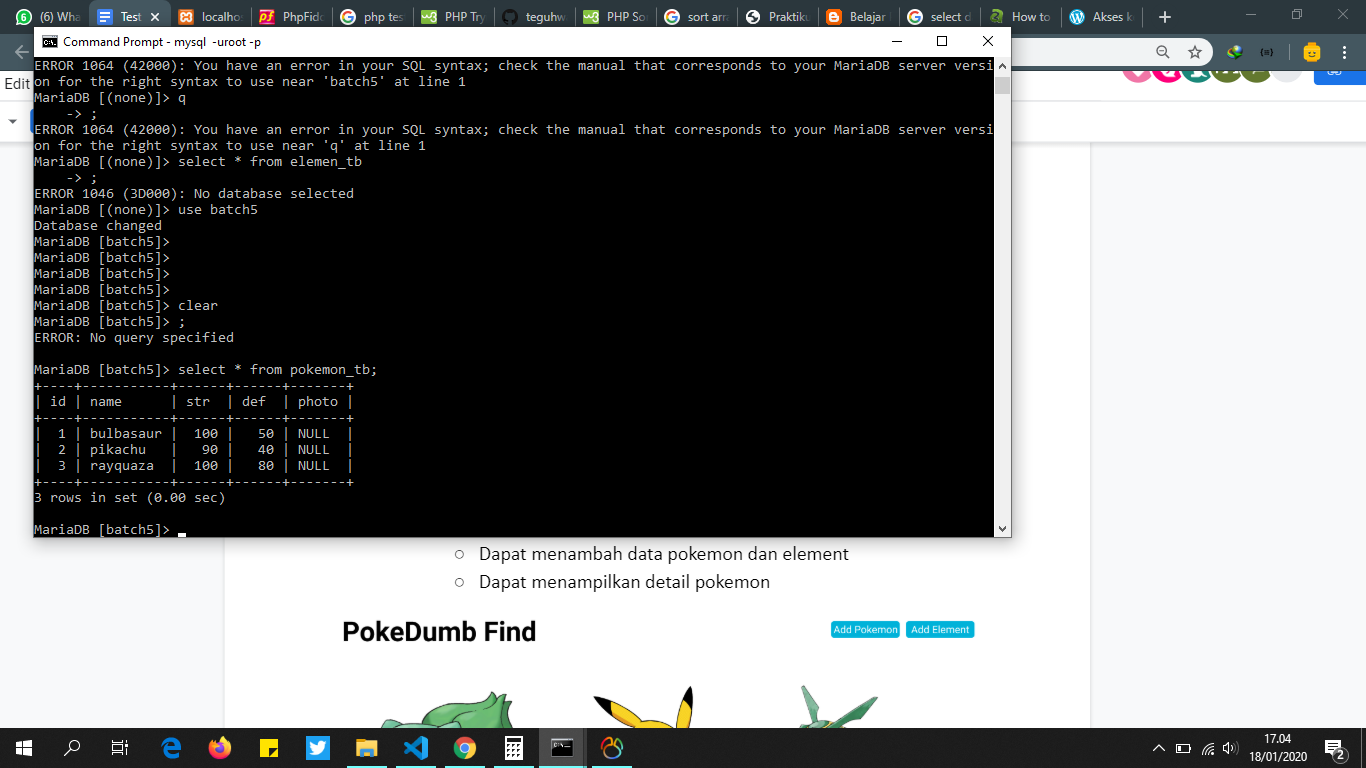 (6) Wha
Test
localhos
PhpFido
php tes
PHP Try
teguhw
PHP So
sort arr
Praktiku
Belajar
select d
How to
Akses k
Command Prompt - mysql -uroot -p
Edit
ERROR 1064 (42000): You have an error in your SQL syntax; check the manual that corresponds to your MariaDB server versi
on for the right syntax to use near 'batch5' at line 1
MariaDB [(none)]> q
    -> ;
ERROR 1064 (42000): You have an error in your SQL syntax; check the manual that corresponds to your MariaDB server versi
on for the right syntax to use near 'q' at line 1
MariaDB [(none)]> select * from elemen_tb
    -> ;
ERROR 1046 (3D000): No database selected
MariaDB [(none)]> use batch5
Database changed
MariaDB [batch5]>
MariaDB [batch5]>
MariaDB [batch5]>
MariaDB [batch5]>
MariaDB [batch5]> clear
MariaDB [batch5]> ;
ERROR: No query specified
MariaDB [batch5]> select * from pokemon_tb;
+----+-----------+------+------+-------+
| id | name      | str  | def  | photo |
+----+-----------+------+------+-------+
|  1 | bulbasaur |  100 |   50 | NULL  |
|  2 | pikachu   |   90 |   40 | NULL  |
|  3 | rayquaza  |  100 |   80 | NULL  |
+----+-----------+------+------+-------+
3 rows in set (0.00 sec)
MariaDB [batch5]> _
○ Dapat menambah data pokemon dan element
○ Dapat menampilkan detail pokemon
PokeDumb Find
Add Pokemon
Add Element
17.04
18/01/2020
2